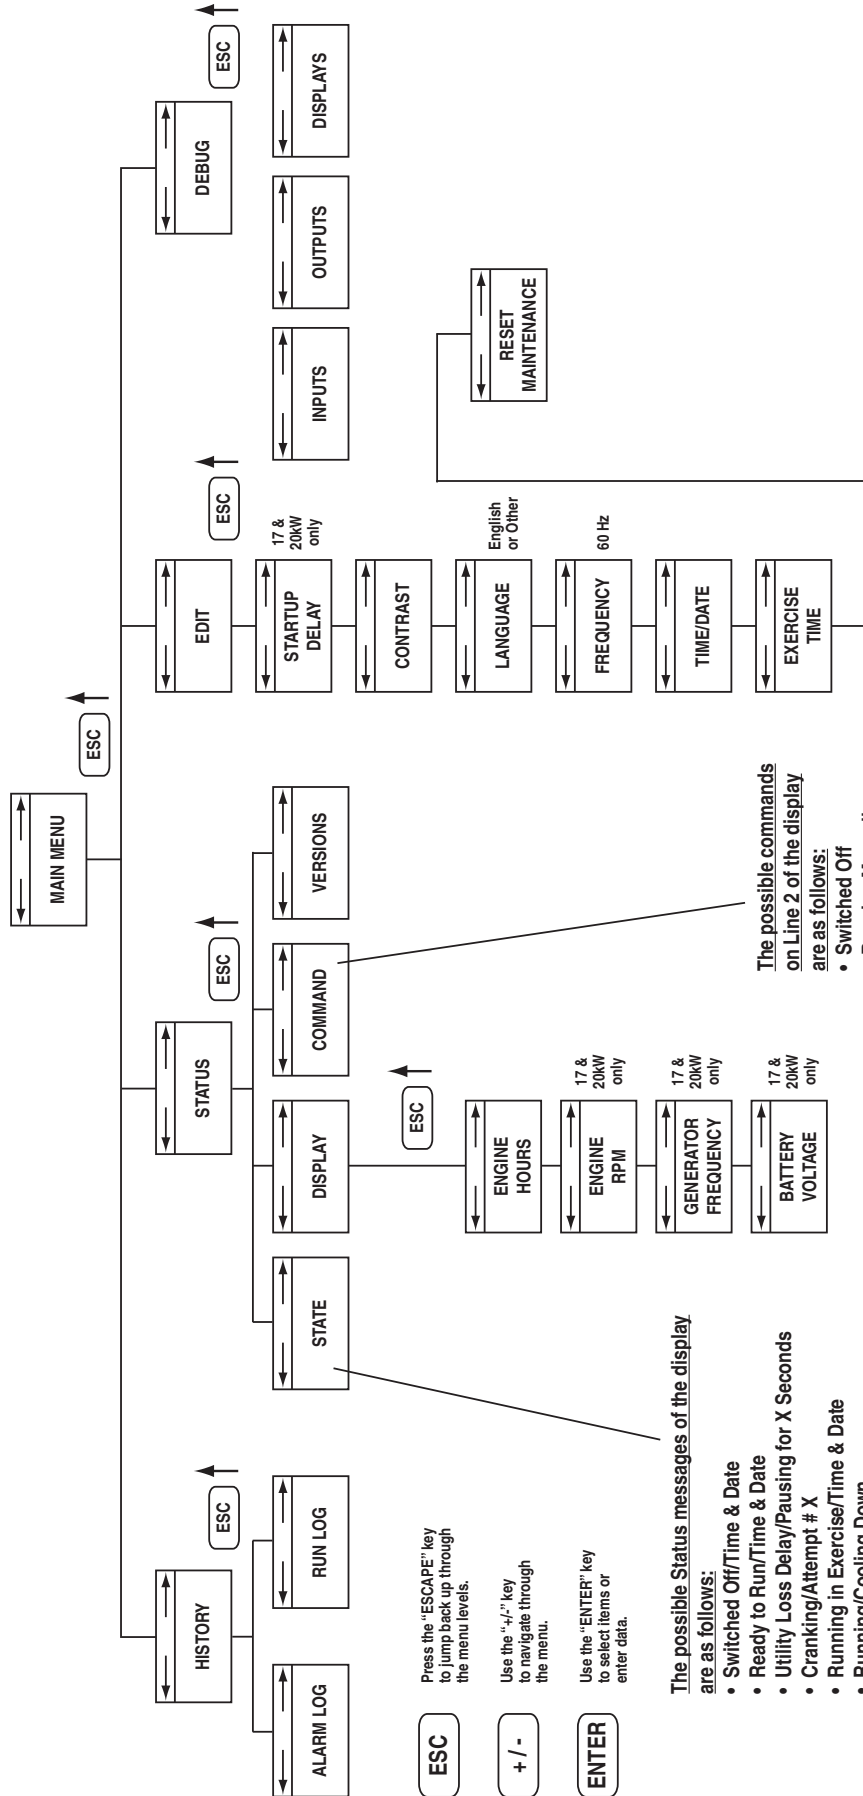 MAIN MENU
ESC
HISTORY
ESC
ALARM LOG
RUN LOG
STATUS
ESC
STATE
DISPLAY
COMMAND
VERSIONS
ESC
ENGINE
HOURS
ENGINE
RPM
17 &
20kW
only
GENERATOR
FREQUENCY
17 &
20kW
only
BATTERY
VOLTAGE
17 &
20kW
only
EDIT
ESC
STARTUP
DELAY
17 &
20kW
only
CONTRAST
LANGUAGE
English
or Other
FREQUENCY
60 Hz
TIME/DATE
EXERCISE
TIME
RESET
MAINTENANCE
DEBUG
ESC
INPUTS
OUTPUTS
DISPLAYS
ESC
Press the "ESCAPE" key
to jump back up through
the menu levels.
+ / -
Use the "+/-" key
to navigate through
the menu.
ENTER
Use the "ENTER" key
to select items or
enter data.
The possible Status messages of the display
are as follows:
• Switched Off/Time & Date
• Ready to Run/Time & Date
• Utility Loss Delay/Pausing for X Seconds
• Cranking/Attempt # X
• Running in Exercise/Time & Date
• Running/Cooling Down
The possible commands
on Line 2 of the display
are as follows:
• Switched Off